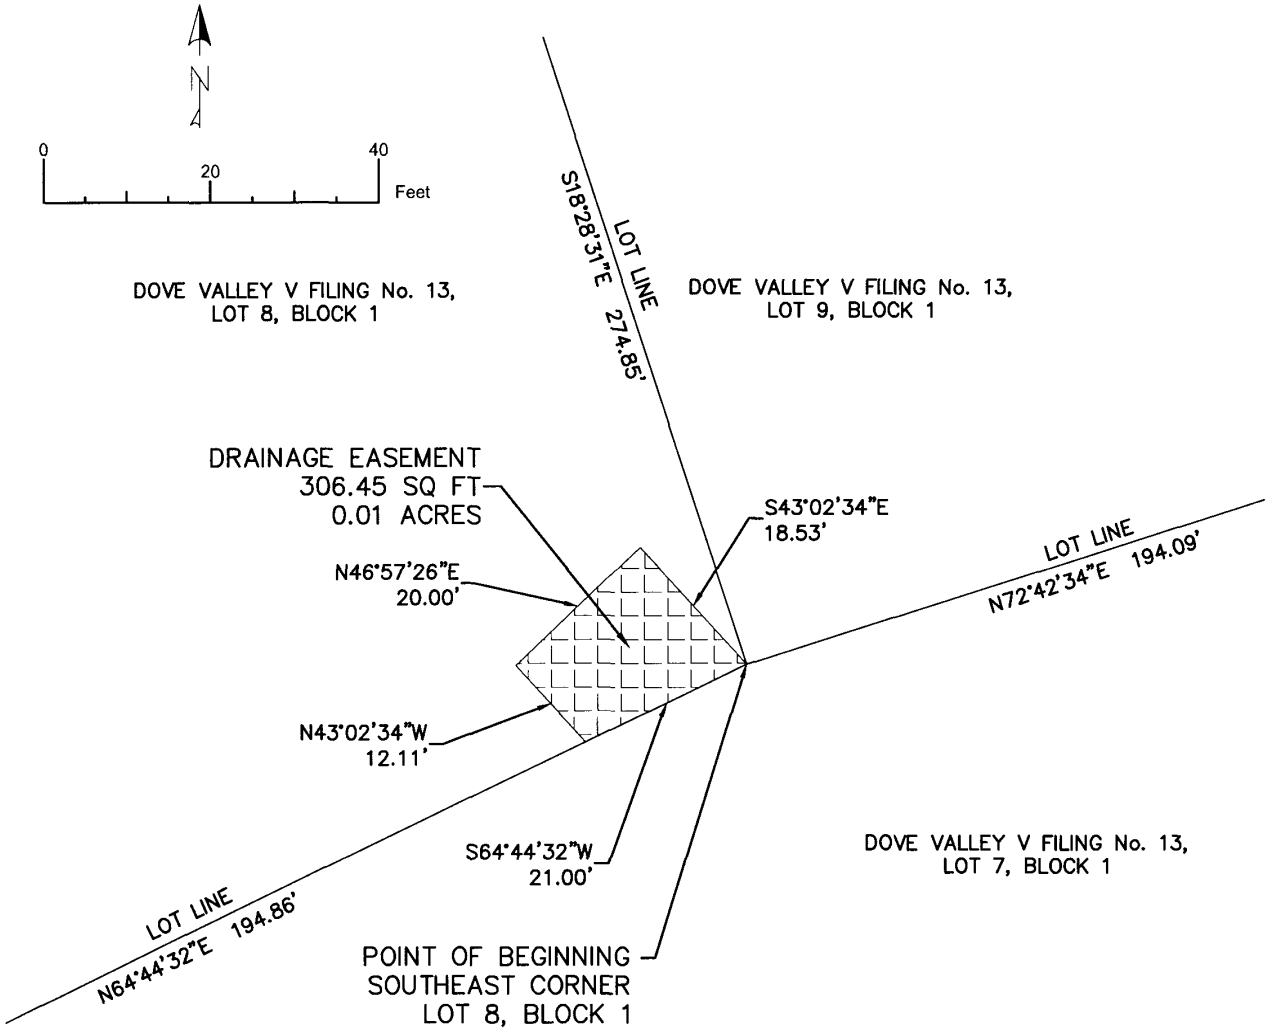 N
0
20
40
Feet
S18°28'31"E 274.85'
LOT LINE
DOVE VALLEY V FILING No. 13,
LOT 8, BLOCK 1
DOVE VALLEY V FILING No. 13,
LOT 9, BLOCK 1
DRAINAGE EASEMENT
306.45 SQ FT
0.01 ACRES
S43°02'34"E
18.53'
LOT LINE
N72°42'34"E 194.09'
N46°57'26"E
20.00'
N43°02'34"W
12.11'
S64°44'32"W
21.00'
DOVE VALLEY V FILING No. 13,
LOT 7, BLOCK 1
LOT LINE
N64°44'32"E 194.86'
POINT OF BEGINNING
SOUTHEAST CORNER
LOT 8, BLOCK 1